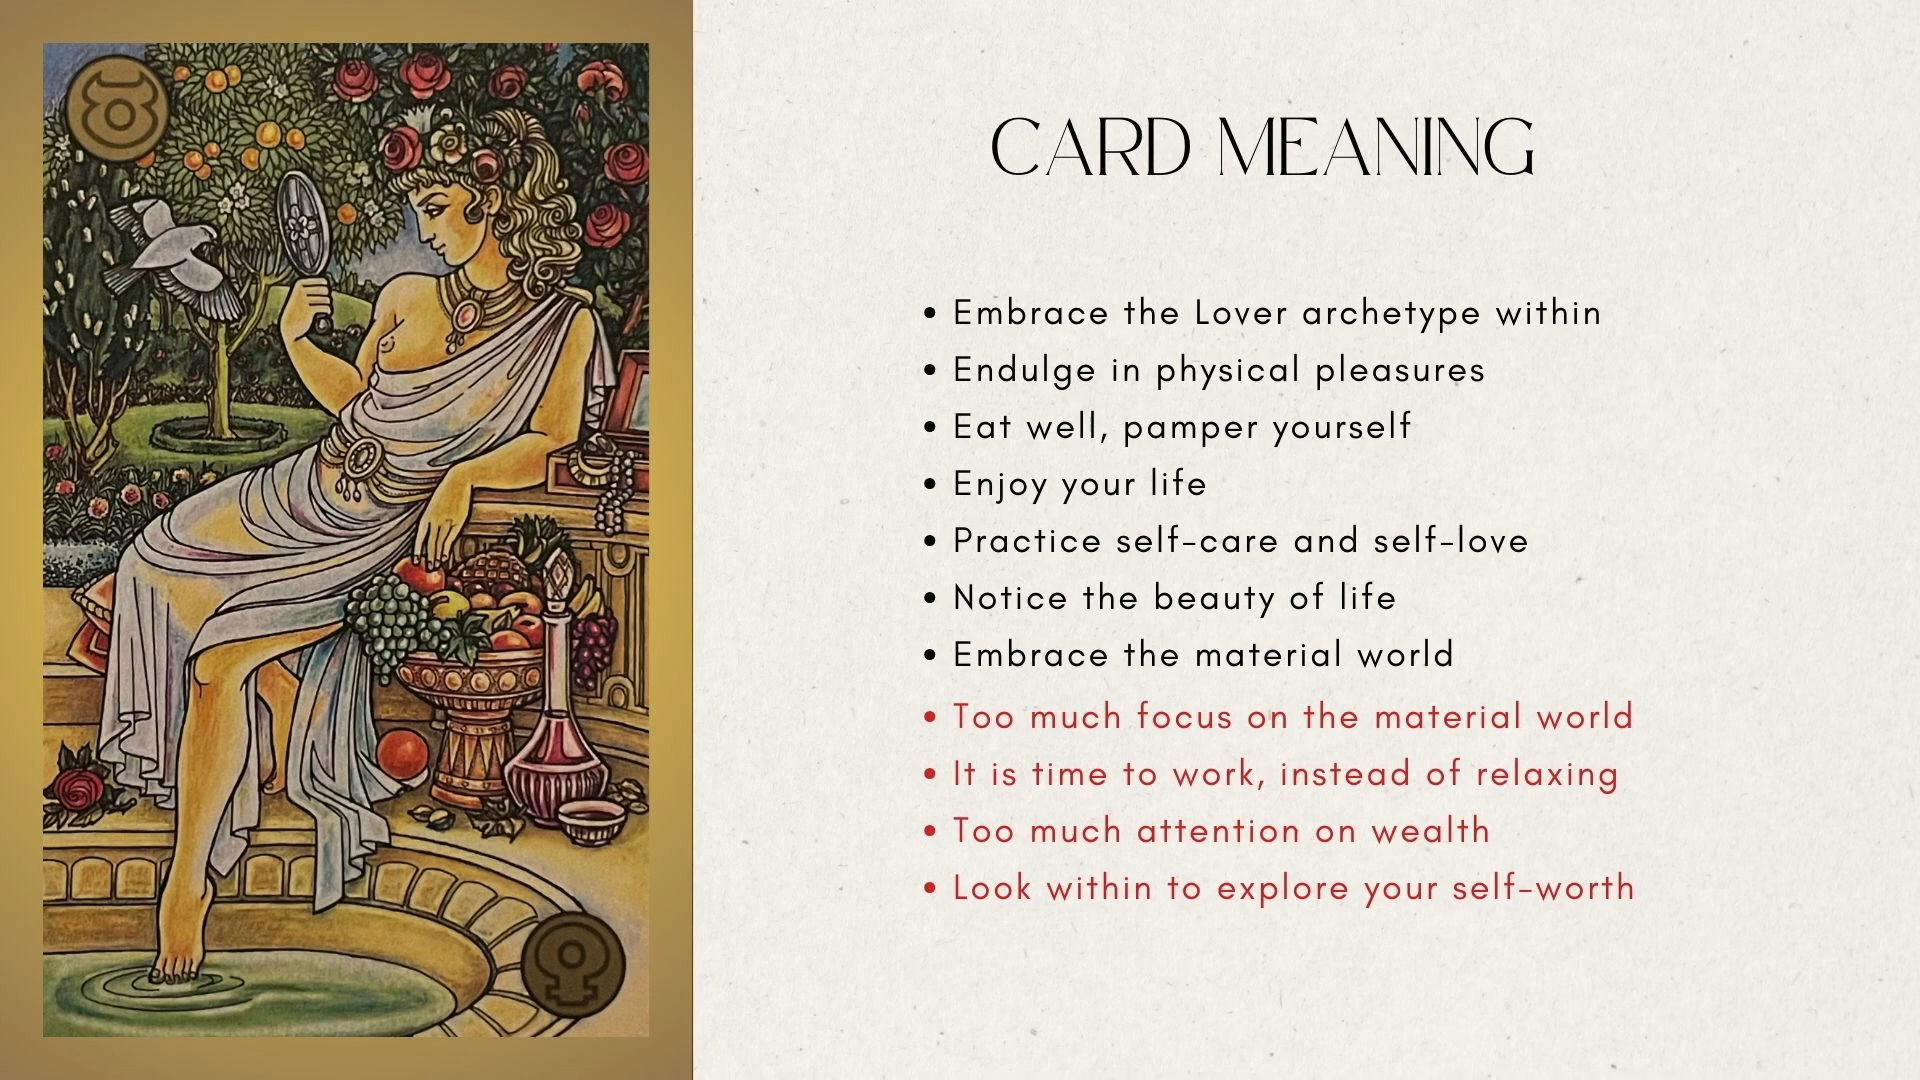 CARD MEANING
• Embrace the Lover archetype within
• Endulge in physical pleasures
• Eat well, pamper yourself
• Enjoy your life
• Practice self-care and self-love
• Notice the beauty of life
• Embrace the material world
• Too much focus on the material world
• It is time to work, instead of relaxing
• Too much attention on wealth
• Look within to explore your self-worth